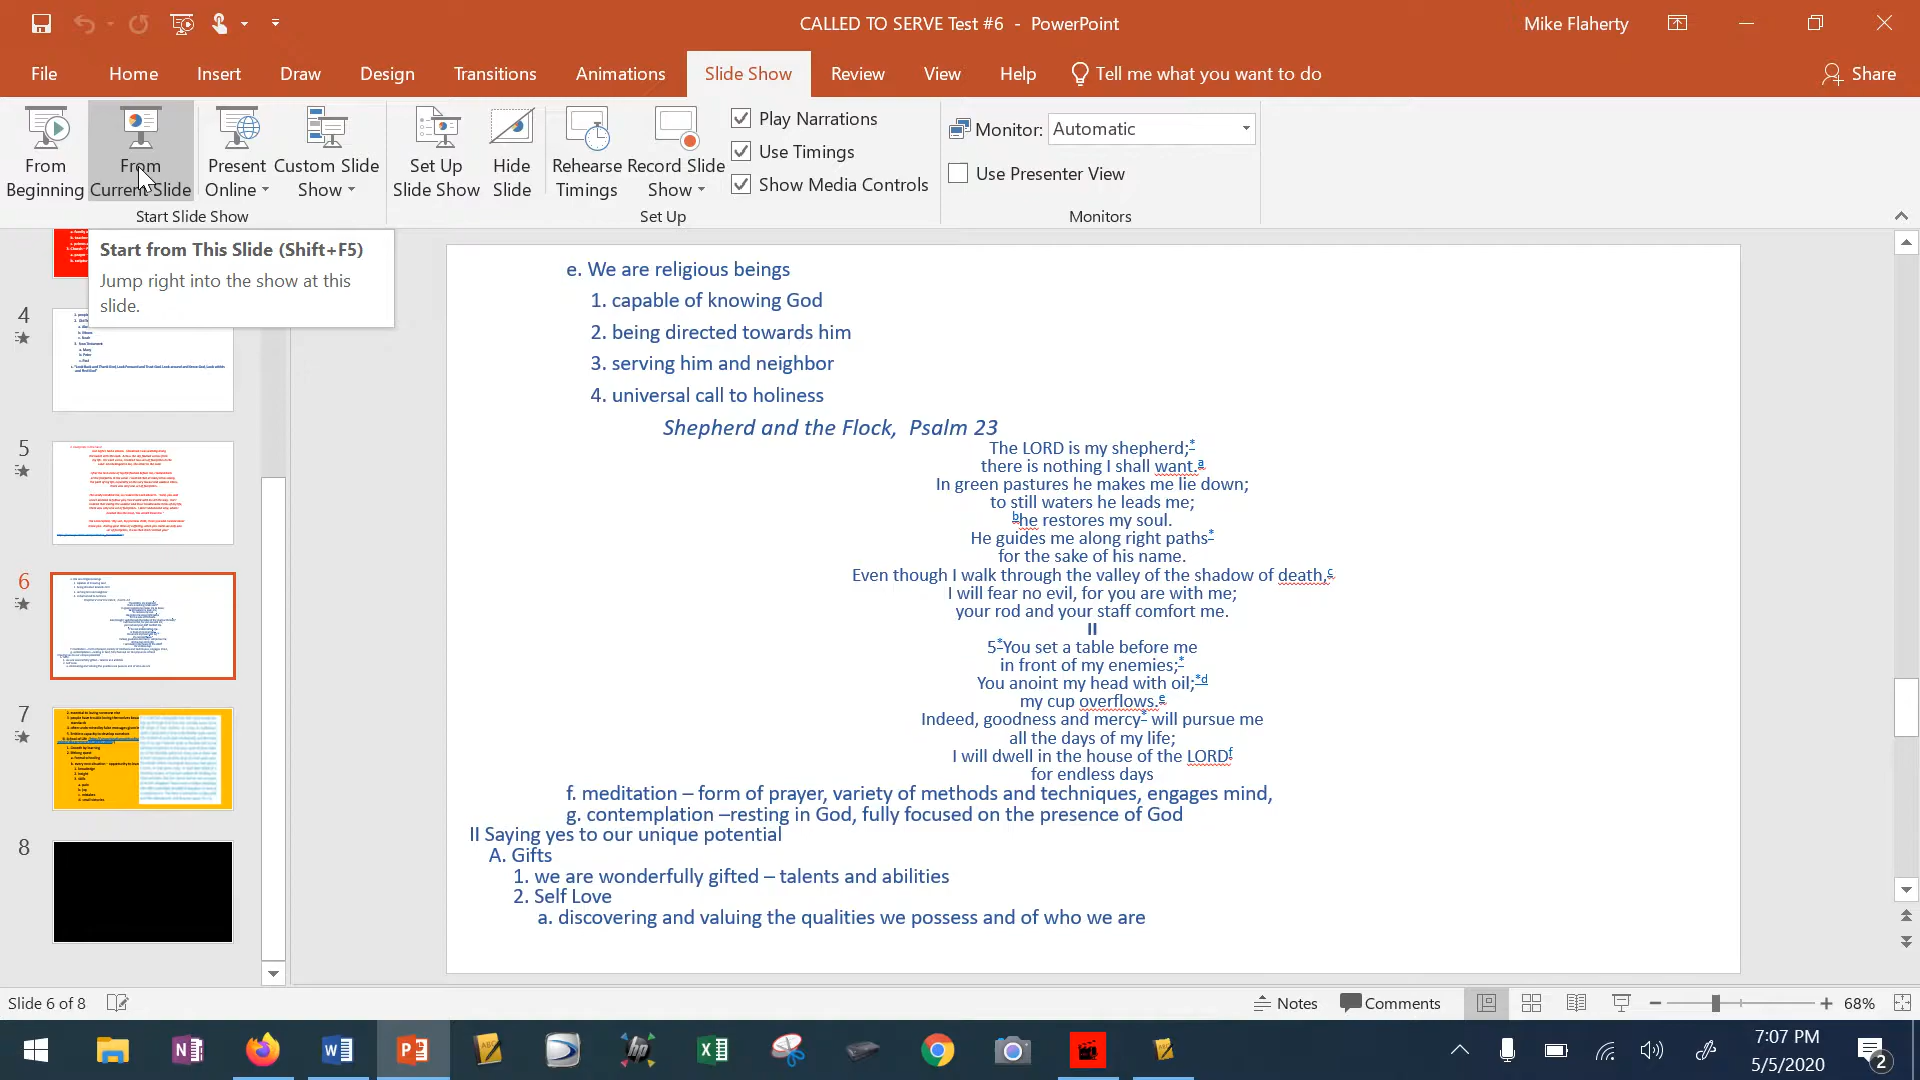 CALLED TO SERVE Test #6 - PowerPoint
Mike Flaherty
File Home Insert Draw Design Transitions Animations Slide Show Review View Help Tell me what you want to do Share
From Beginning
From Current Slide
Present Online
Custom Slide Show
Set Up Slide Show
Hide Slide
Rehearse Timings
Record Slide Show
Play Narrations
Use Timings
Show Media Controls
Monitor: Automatic
Use Presenter View
Start Slide Show
Set Up
Monitors
Start from This Slide (Shift+F5)
Jump right into the show at this
slide.
4
5
6
7
8
e. We are religious beings
1. capable of knowing God
2. being directed towards him
3. serving him and neighbor
4. universal call to holiness
Shepherd and the Flock, Psalm 23
The LORD is my shepherd;*
there is nothing I shall want.a
In green pastures he makes me lie down;
to still waters he leads me;
bhe restores my soul.
He guides me along right paths*
for the sake of his name.
Even though I walk through the valley of the shadow of death,c
I will fear no evil, for you are with me;
your rod and your staff comfort me.
II
5*You set a table before me
in front of my enemies;*
You anoint my head with oil;*d
my cup overflows.e
Indeed, goodness and mercy* will pursue me
all the days of my life;
I will dwell in the house of the LORDf
for endless days
f. meditation – form of prayer, variety of methods and techniques, engages mind,
g. contemplation –resting in God, fully focused on the presence of God
II Saying yes to our unique potential
A. Gifts
1. we are wonderfully gifted – talents and abilities
2. Self Love
a. discovering and valuing the qualities we possess and of who we are
Slide 6 of 8
Notes
Comments
68%
7:07 PM
5/5/2020
2